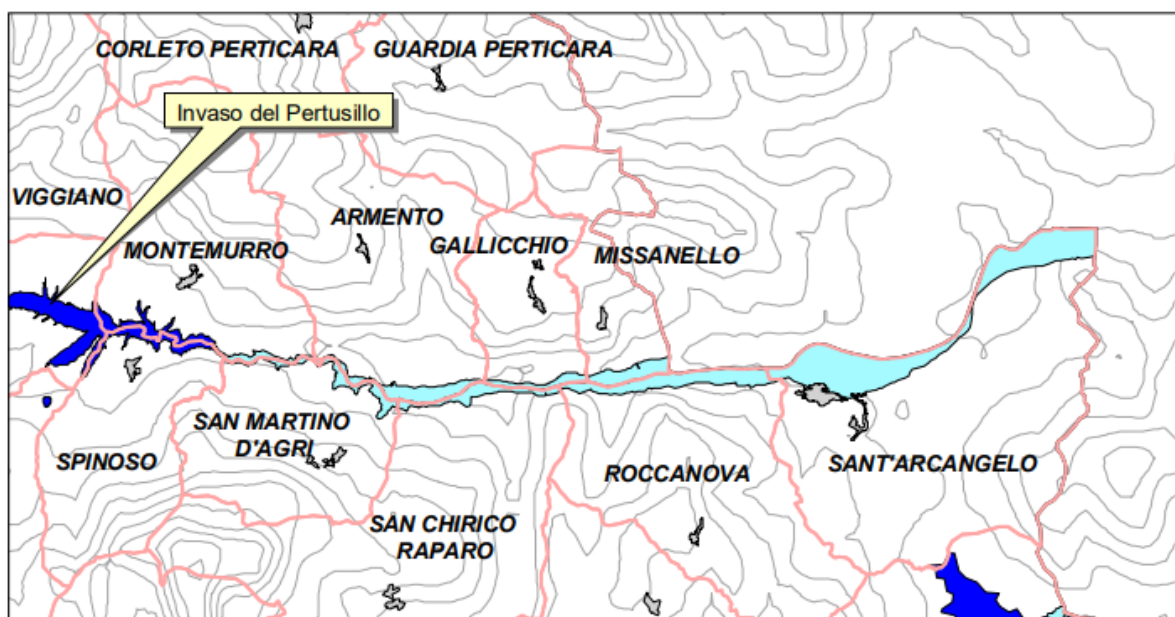 CORLETO PERTICARA
GUARDIA PERTICARA
Invaso del Pertusillo
VIGGIANO
ARMENTO
MONTEMURRO
GALLICCHIO
MISSANELLO
SAN MARTINO
D'AGRI
SPINOSO
ROCCANOVA
SANT'ARCANGELO
SAN CHIRICO
RAPARO